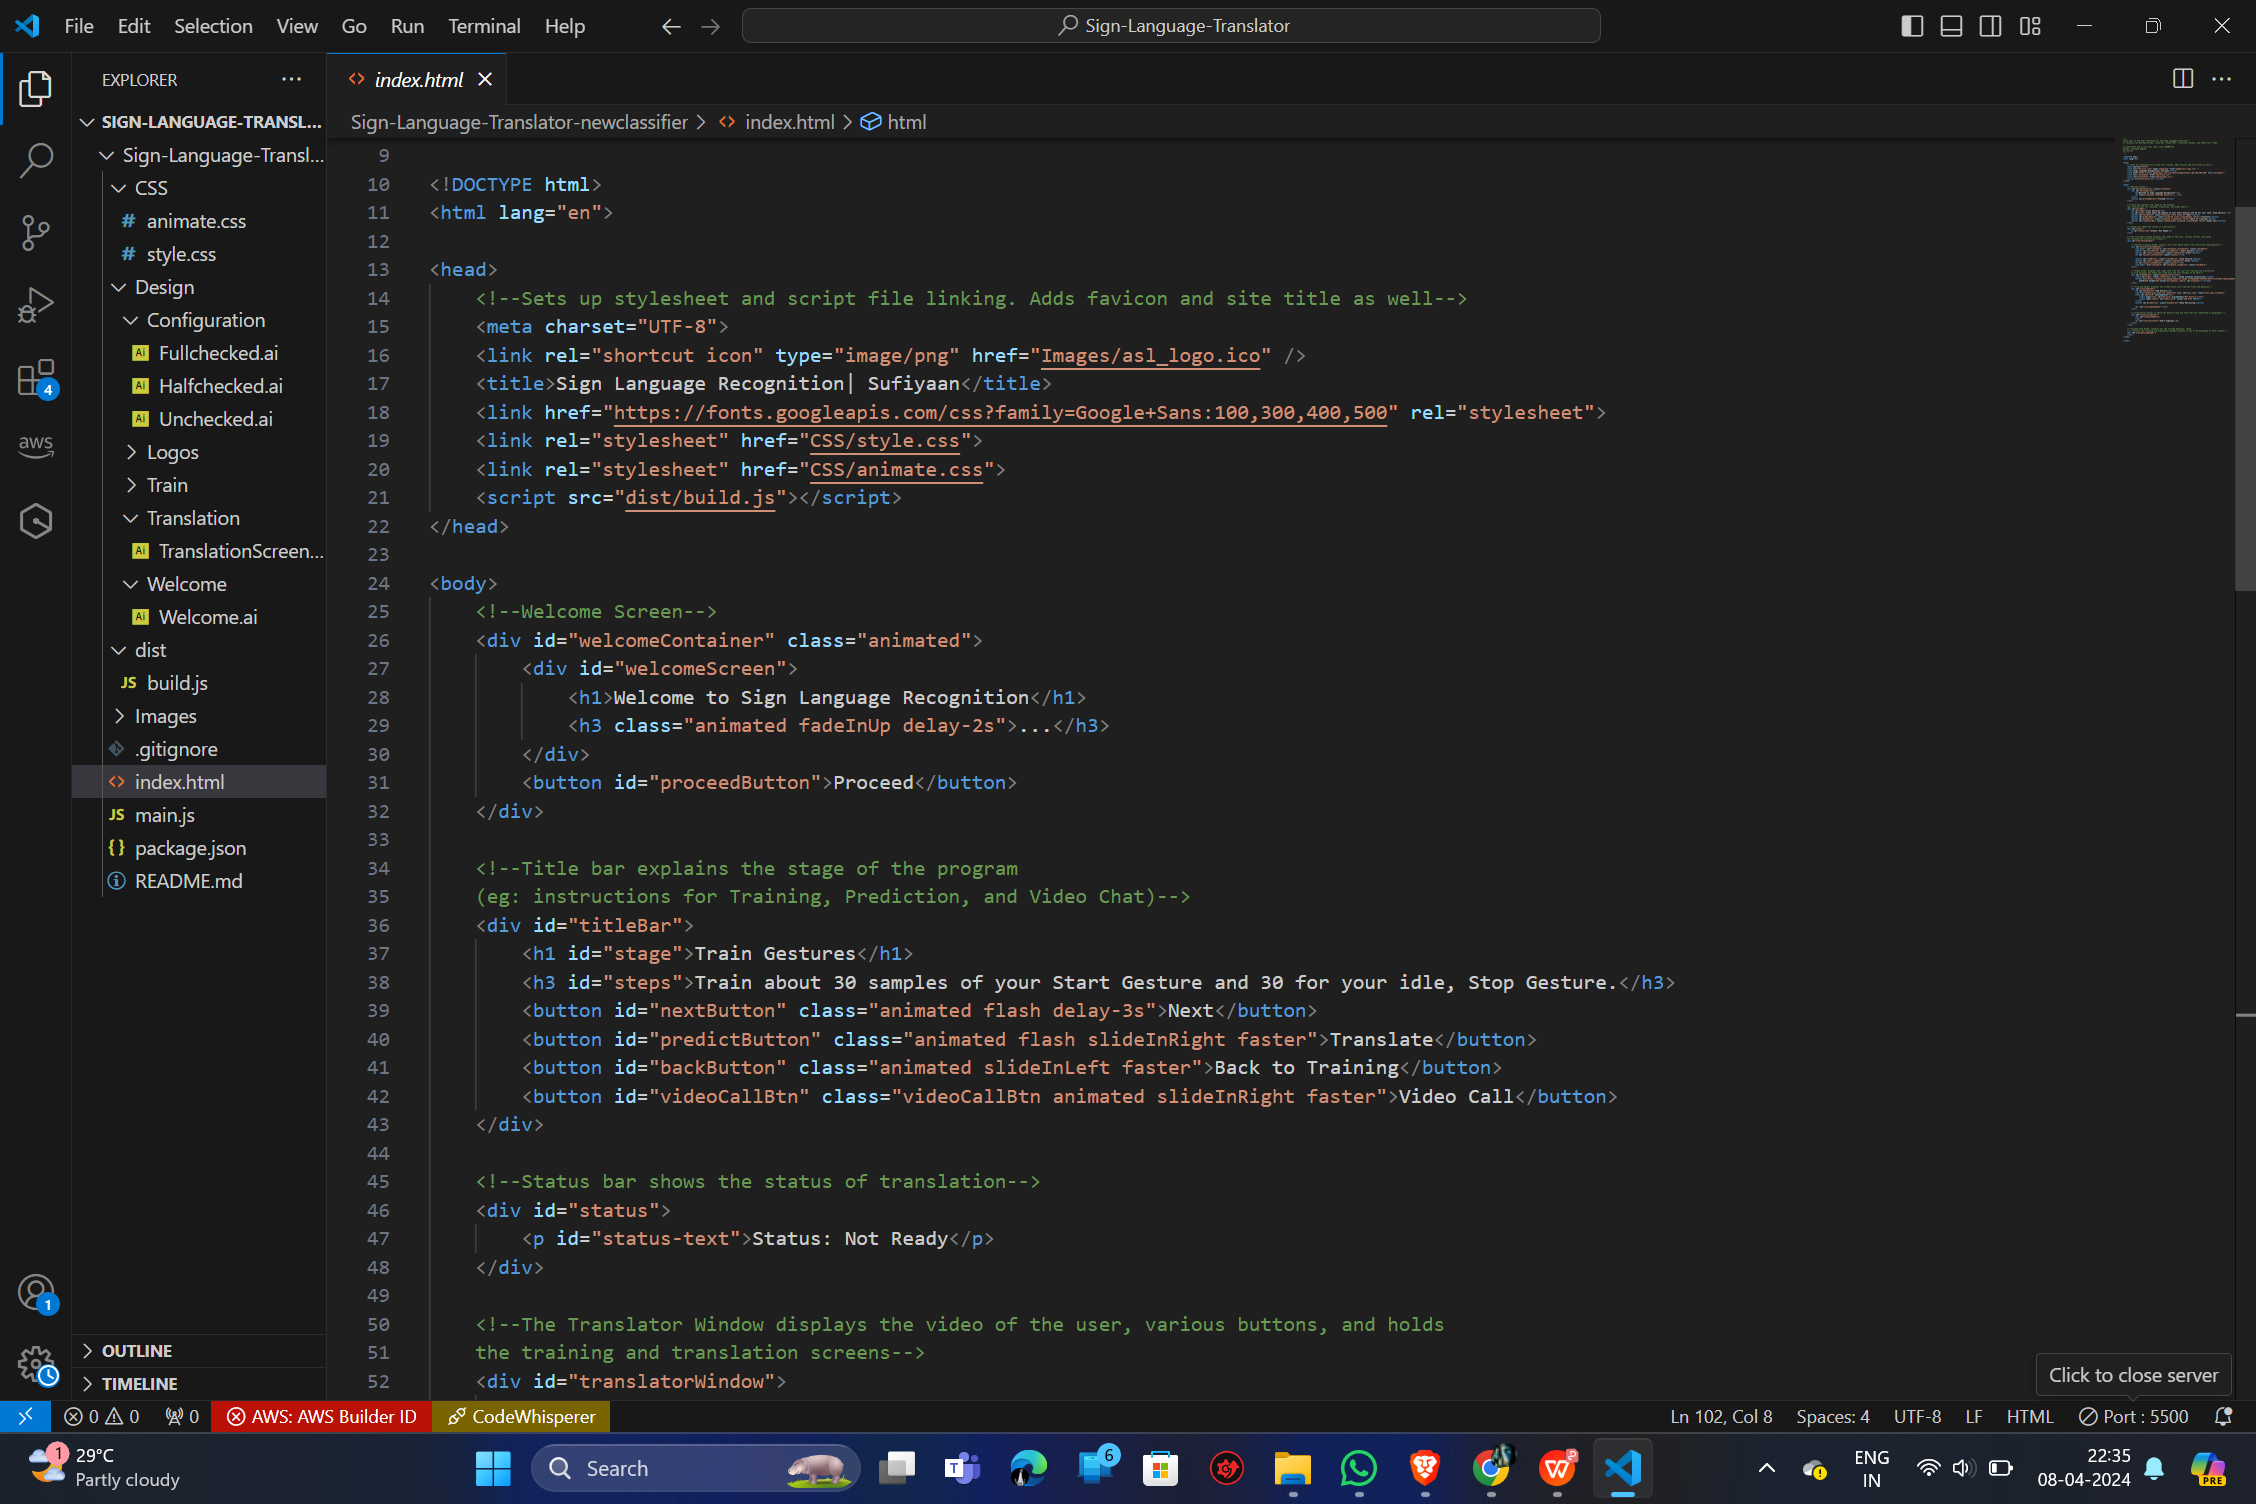 File Edit Selection View Go Run Terminal Help
Sign-Language-Translator
EXPLORER
index.html
SIGN-LANGUAGE-TRANSL...
Sign-Language-Transl...
CSS
# animate.css
# style.css
Design
Configuration
Ai Fullchecked.ai
Ai Halfchecked.ai
Ai Unchecked.ai
Logos
Train
Translation
Ai TranslationScreen...
Welcome
Ai Welcome.ai
dist
JS build.js
Images
.gitignore
<> index.html
JS main.js
{} package.json
README.md
OUTLINE
TIMELINE
4
aws
1
Sign-Language-Translator-newclassifier > <> index.html > html
9
10 <!DOCTYPE html>
11 <html lang="en">
12
13 <head>
14 <!--Sets up stylesheet and script file linking. Adds favicon and site title as well-->
15 <meta charset="UTF-8">
16 <link rel="shortcut icon" type="image/png" href="Images/asl_logo.ico" />
17 <title>Sign Language Recognition| Sufiyaan</title>
18 <link href="https://fonts.googleapis.com/css?family=Google+Sans:100,300,400,500" rel="stylesheet">
19 <link rel="stylesheet" href="CSS/style.css">
20 <link rel="stylesheet" href="CSS/animate.css">
21 <script src="dist/build.js"></script>
22 </head>
23
24 <body>
25 <!--Welcome Screen-->
26 <div id="welcomeContainer" class="animated">
27 <div id="welcomeScreen">
28 <h1>Welcome to Sign Language Recognition</h1>
29 <h3 class="animated fadeInUp delay-2s">...</h3>
30 </div>
31 <button id="proceedButton">Proceed</button>
32 </div>
33
34 <!--Title bar explains the stage of the program
35 (eg: instructions for Training, Prediction, and Video Chat)-->
36 <div id="titleBar">
37 <h1 id="stage">Train Gestures</h1>
38 <h3 id="steps">Train about 30 samples of your Start Gesture and 30 for your idle, Stop Gesture.</h3>
39 <button id="nextButton" class="animated flash delay-3s">Next</button>
40 <button id="predictButton" class="animated flash slideInRight faster">Translate</button>
41 <button id="backButton" class="animated slideInLeft faster">Back to Training</button>
42 <button id="videoCallBtn" class="videoCallBtn animated slideInRight faster">Video Call</button>
43 </div>
44
45 <!--Status bar shows the status of translation-->
46 <div id="status">
47 <p id="status-text">Status: Not Ready</p>
48 </div>
49
50 <!--The Translator Window displays the video of the user, various buttons, and holds
51 the training and translation screens-->
52 <div id="translatorWindow">
Click to close server
0 0 0 AWS: AWS Builder ID CodeWhisperer Ln 102, Col 8 Spaces: 4 UTF-8 LF HTML Port : 5500
1 29°C
Partly cloudy
Search
6
ENG
IN
22:35
08-04-2024
PRE